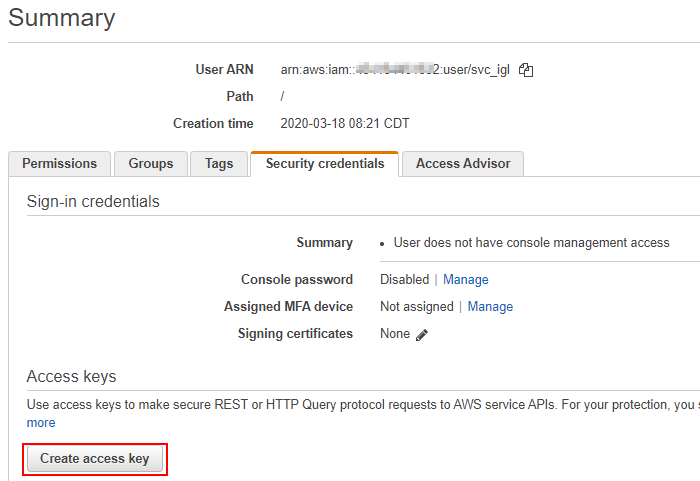 Summary
User ARN arn:aws:iam:: 2:user/svc_igl
Path /
Creation time 2020-03-18 08:21 CDT
Permissions Groups Tags Security credentials Access Advisor
Sign-in credentials
Summary • User does not have console management access
Console password Disabled | Manage
Assigned MFA device Not assigned | Manage
Signing certificates None
Access keys
Use access keys to make secure REST or HTTP Query protocol requests to AWS service APIs. For your protection, you
more
Create access key